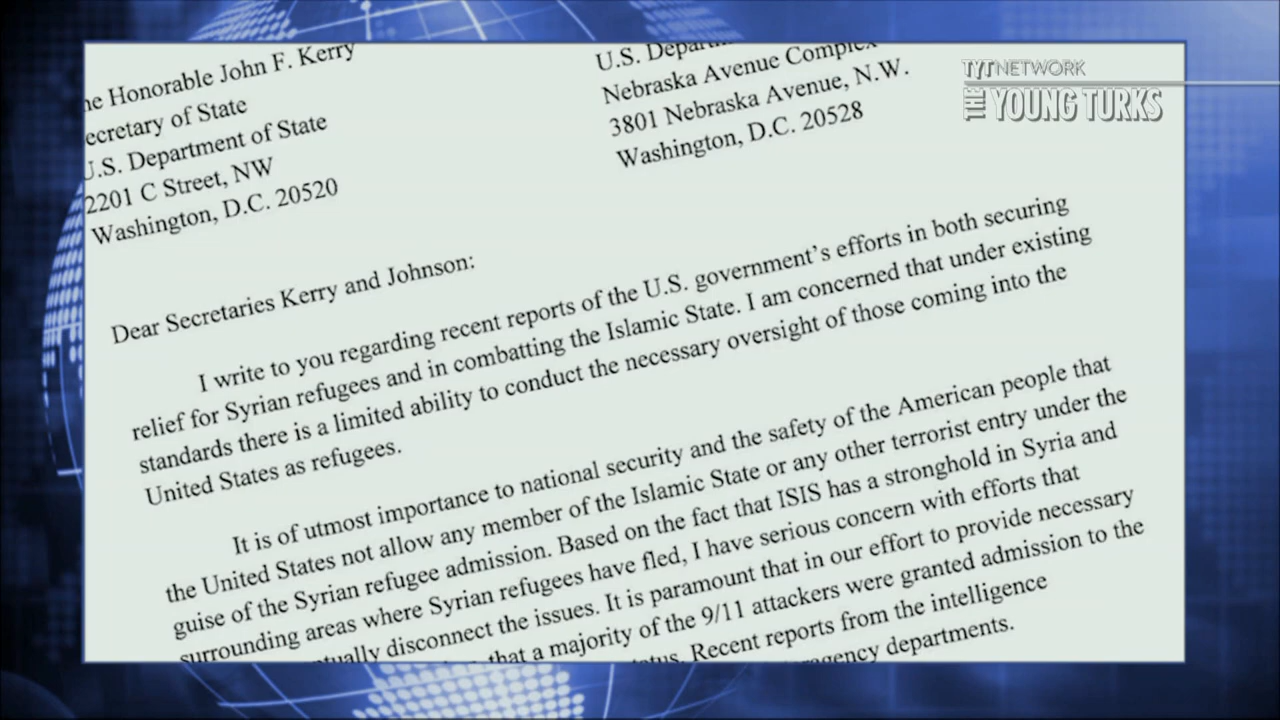 TYT NETWORK
THE YOUNG TURKS
Honorable John F. Kerry
of State
U.S. Department of State
2201 C Street, NW
Washington, D.C. 20520
U.S.
Nebraska Avenue Complex
3801 Nebraska Avenue, N.W.
Washington, D.C. 20528
Dear Secretaries Kerry and Johnson:
I write to you regarding recent reports of the U.S. government's efforts in both securing
relief for Syrian refugees and in combatting the Islamic State. I am concerned that under existing
standards there is a limited ability to conduct the necessary oversight of those coming into the
United States as refugees.
It is of utmost importance to national security and the safety of the American people that
the United States not allow any member of the Islamic State or any other terrorist entry under the
guise of the Syrian refugee admission. Based on the fact that ISIS has a stronghold in Syria and
surrounding areas where Syrian refugees have fled, I have serious concern with efforts that
disconnect the issues. It is paramount that in our effort to provide necessary
that a majority of the 9/11 attackers were granted admission to the
Recent reports from the intelligence
departments.